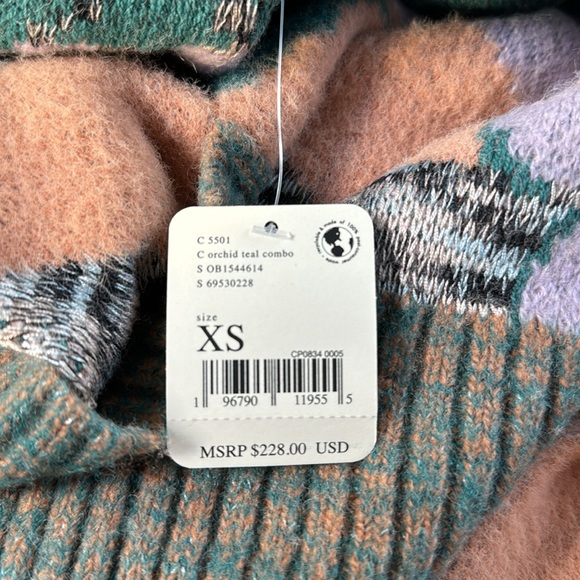 C 5501
C orchid teal combo
S OB1544614
S 69530228
size
XS
CP0834 0005
1 96790 11955 5
MSRP $228.00 USD